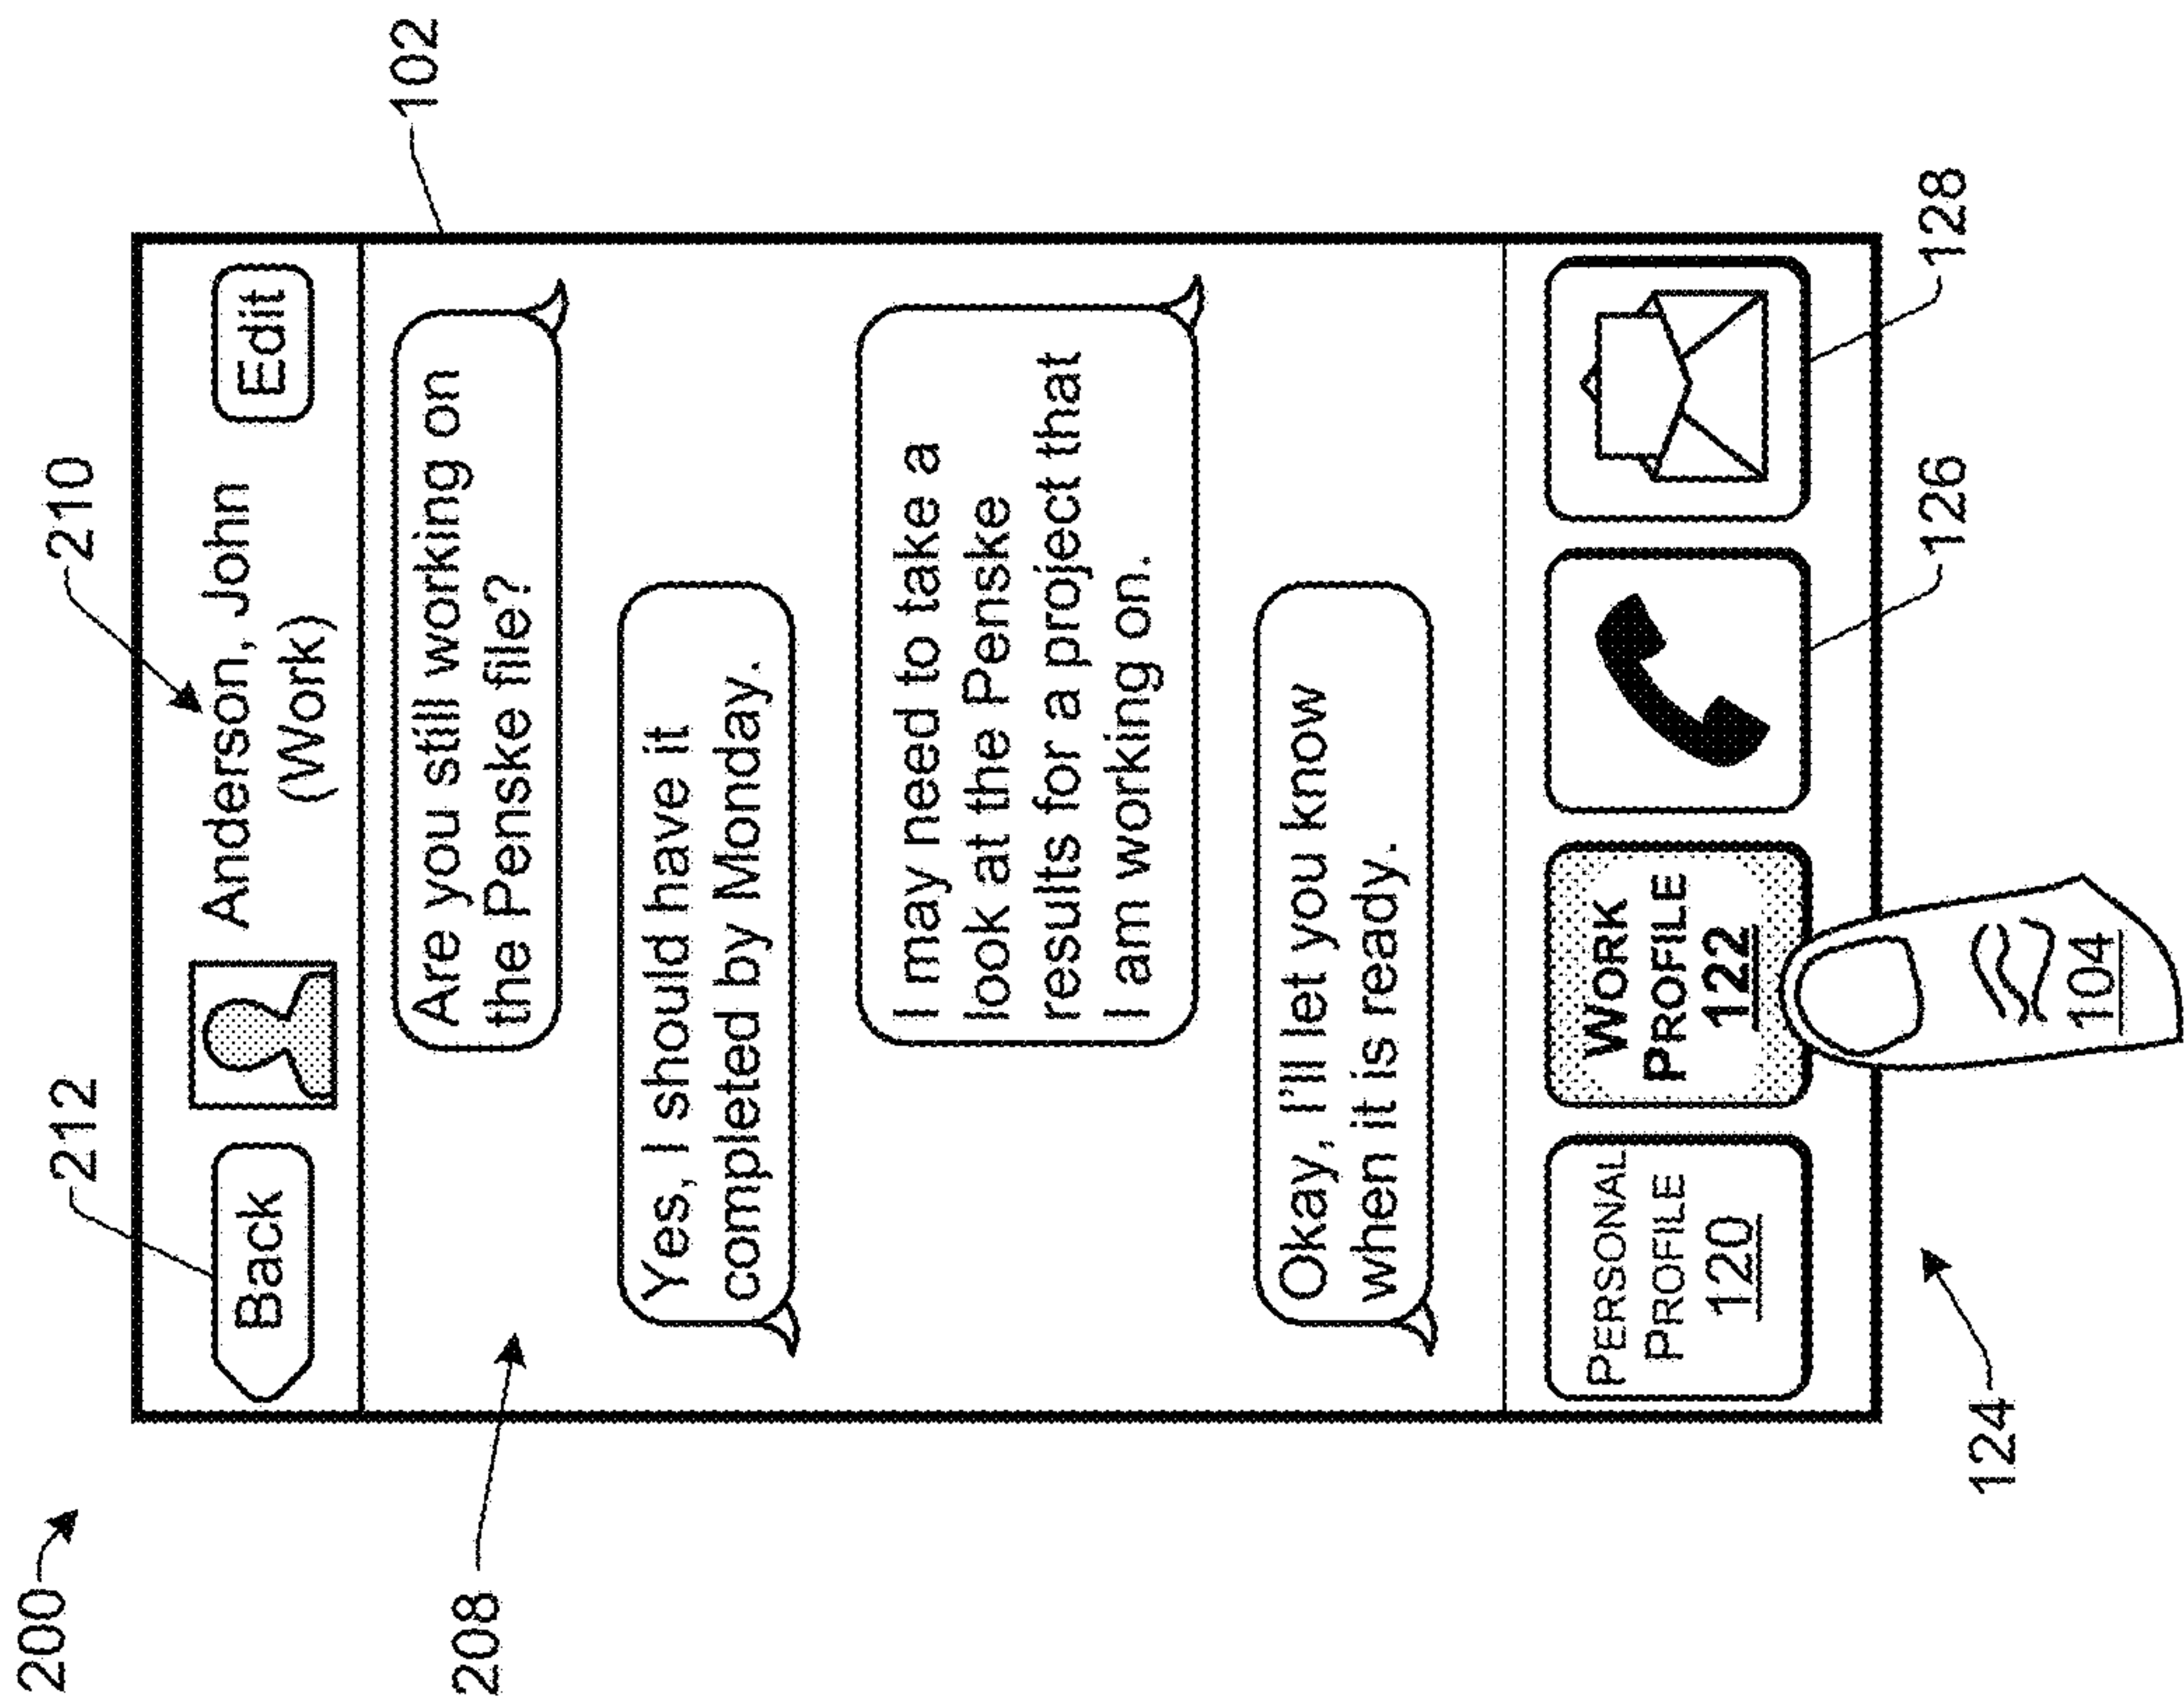 200
212
210
102
Back
Anderson, John
(Work)
Edit
208
Are you still working on
the Penske file?
Yes, I should have it
completed by Monday.
I may need to take a
look at the Penske
results for a project that
I am working on.
Okay, I'll let you know
when it is ready.
PERSONAL
PROFILE
120
WORK
PROFILE
122
104
124
126
128